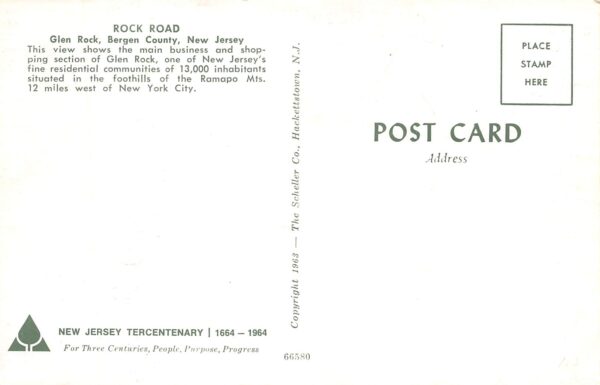 ROCK ROAD
Glen Rock, Bergen County, New Jersey
This view shows the main business and shop-
ping section of Glen Rock, one of New Jersey's
fine residential communities of 13,000 inhabitants
situated in the foothills of the Ramapo Mts.
12 miles west of New York City.
NEW JERSEY TERCENTENARY | 1664 – 1964
For Three Centuries, People, Purpose, Progress
Copyright 1963 — The Scheller Co., Hackettstown, N.J.
66580
PLACE
STAMP
HERE
POST CARD
Address